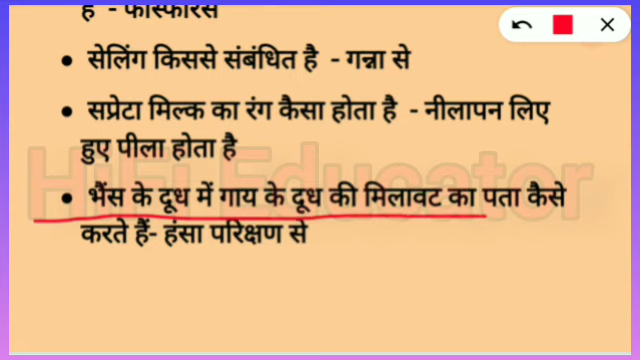 है - फास्फोरस
• सेलिंग किससे संबंधित है - गन्ना से
• सप्रेटा मिल्क का रंग कैसा होता है - नीलापन लिए
हुए पीला होता है
HiFi Educator
• भैंस के दूध में गाय के दूध की मिलावट का पता कैसे
करते हैं- हंसा परिक्षण से